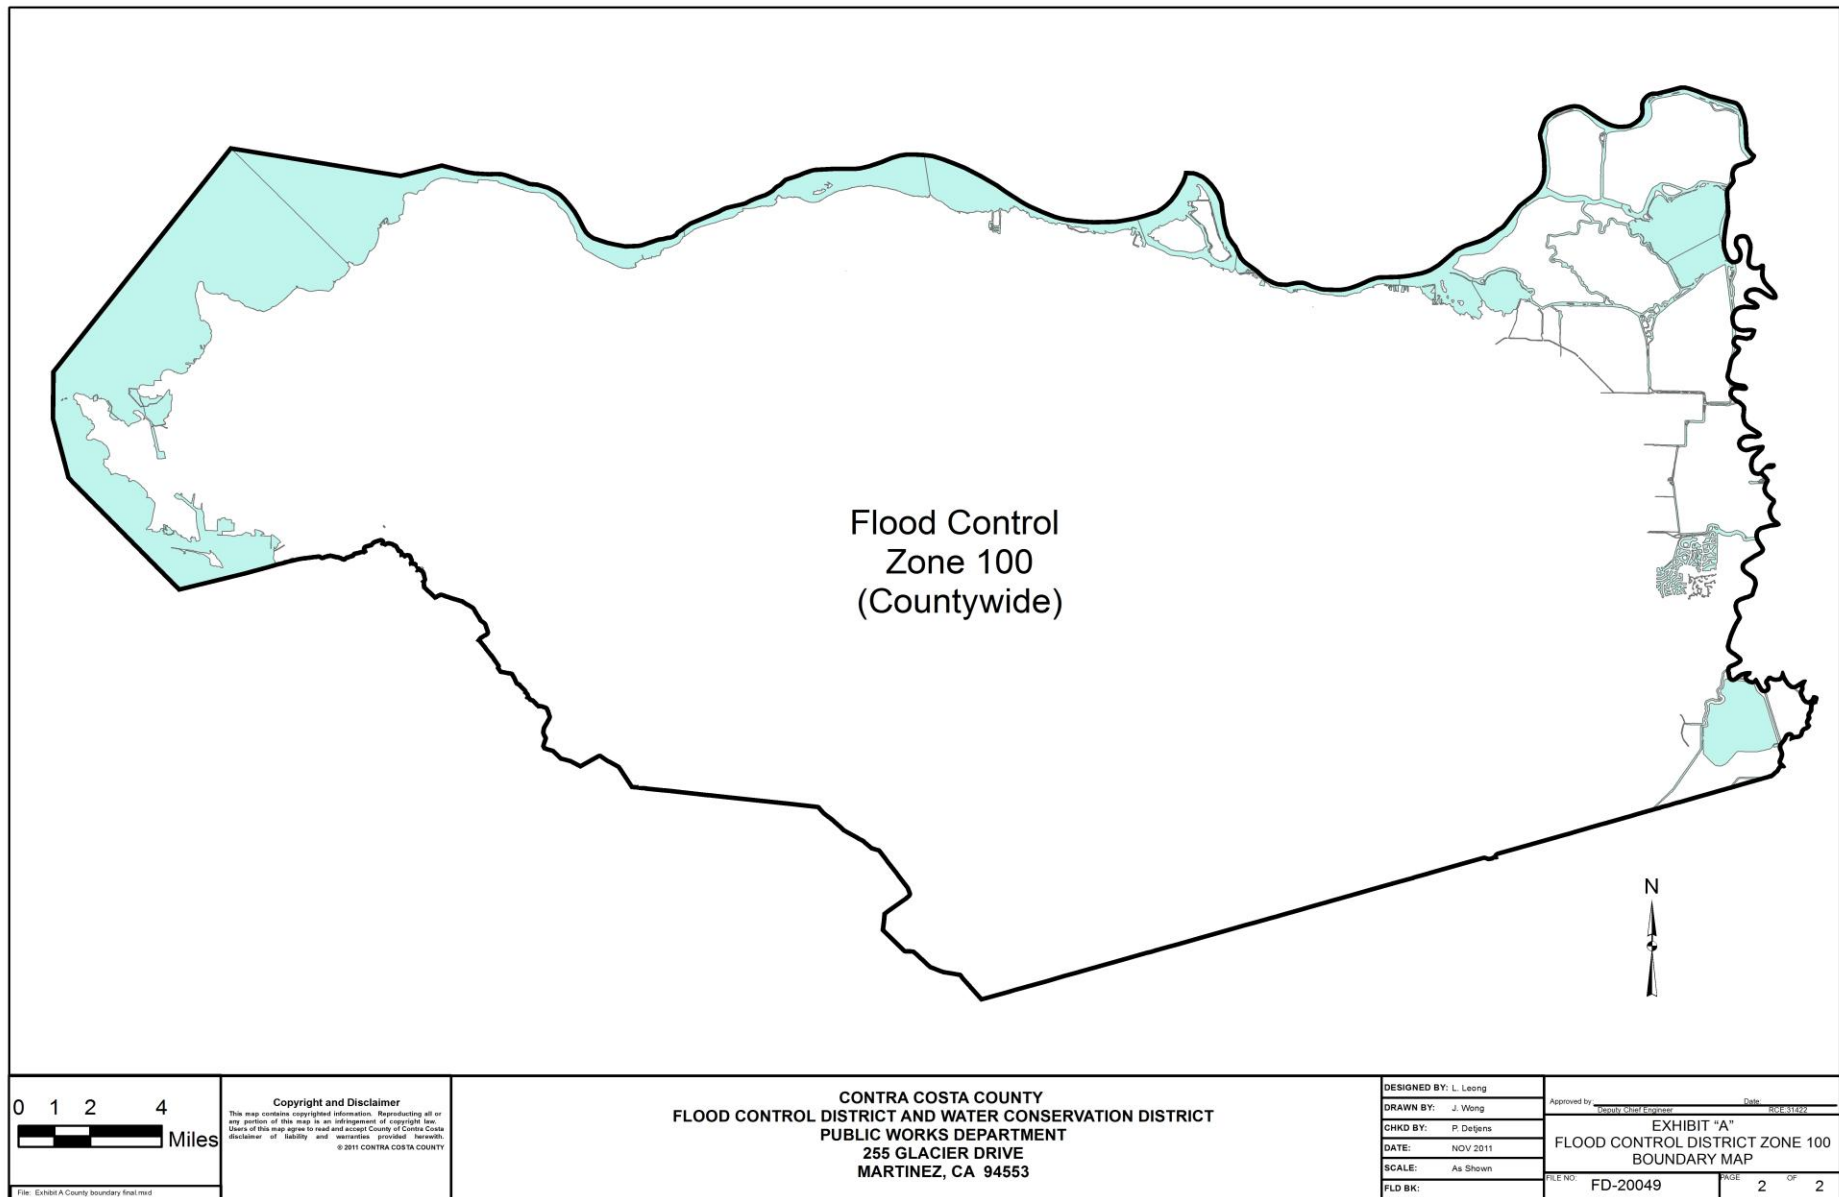 Flood Control
Zone 100
(Countywide)
N
0 1 2 4
Miles
File: Exhibit A County boundary final.mxd
Copyright and Disclaimer
This map contains copyrighted information. Reproducing all or
any portion of this map is an infringement of copyright law.
Users of this map agree to read and accept County of Contra Costa
disclaimer of liability and warranties provided herewith.
© 2011 CONTRA COSTA COUNTY
CONTRA COSTA COUNTY
FLOOD CONTROL DISTRICT AND WATER CONSERVATION DISTRICT
PUBLIC WORKS DEPARTMENT
255 GLACIER DRIVE
MARTINEZ, CA 94553
DESIGNED BY: L. Leong
DRAWN BY: J. Wong
CHKD BY: P. Detjens
DATE: NOV 2011
SCALE: As Shown
FLD BK:
Approved by: Date:
Deputy Chief Engineer RCE:31422
EXHIBIT “A”
FLOOD CONTROL DISTRICT ZONE 100
BOUNDARY MAP
FILE NO: FD-20049 PAGE 2 OF 2